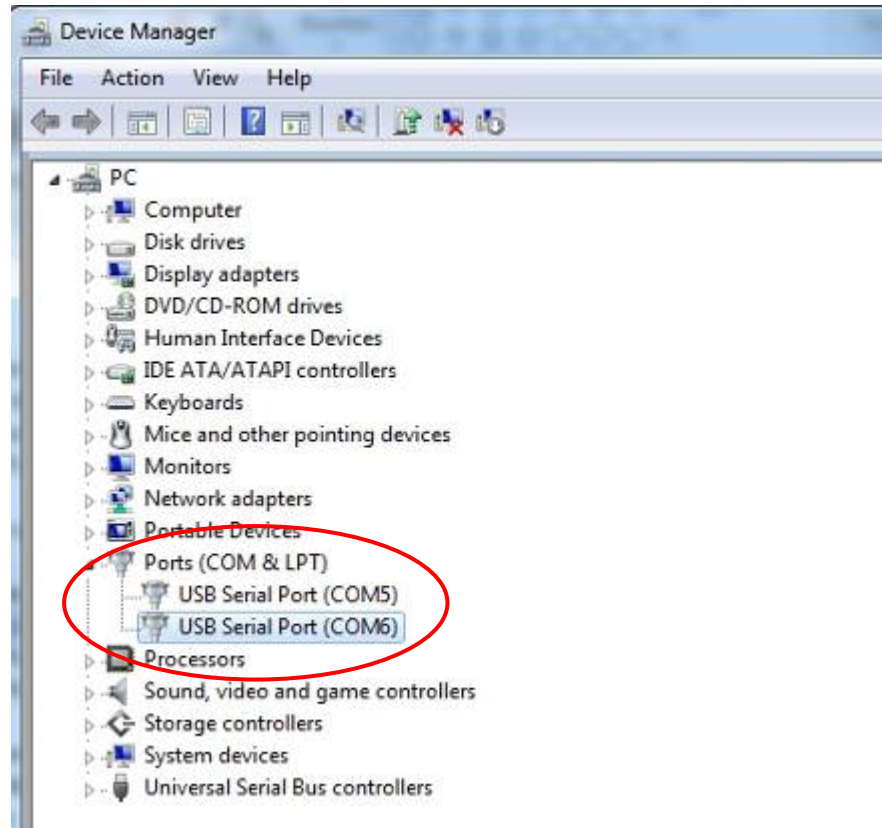 Device Manager
File Action View Help
PC
Computer
Disk drives
Display adapters
DVD/CD-ROM drives
Human Interface Devices
IDE ATA/ATAPI controllers
Keyboards
Mice and other pointing devices
Monitors
Network adapters
Portable Devices
Ports (COM & LPT)
USB Serial Port (COM5)
USB Serial Port (COM6)
Processors
Sound, video and game controllers
Storage controllers
System devices
Universal Serial Bus controllers